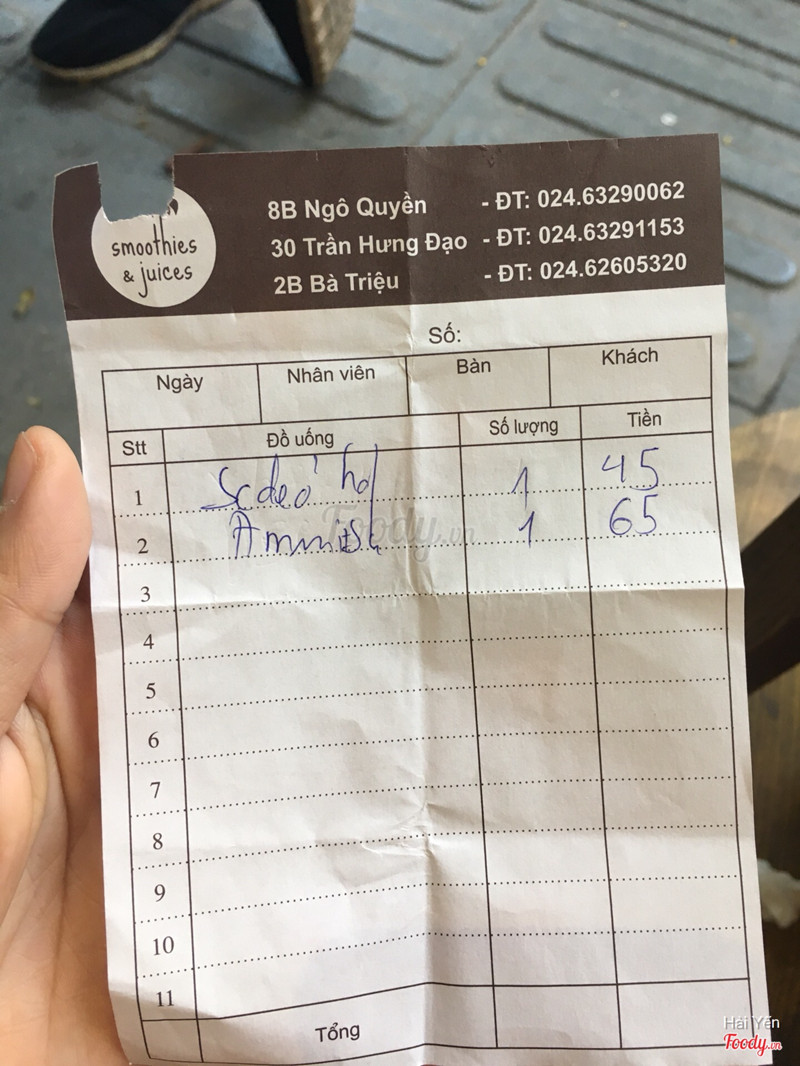 smoothies
& juices
8B Ngô Quyền - ĐT: 024.63290062
30 Trần Hưng Đạo - ĐT: 024.63291153
2B Bà Triệu - ĐT: 024.62605320
Số:
Ngày Nhân viên Bàn Khách
Stt Đồ uống Số lượng Tiền
1 1 45
2 1 65
3
4
5
6
7
8
9
10
11
Tổng
Foody.vn
Hải Yến
Foody.vn